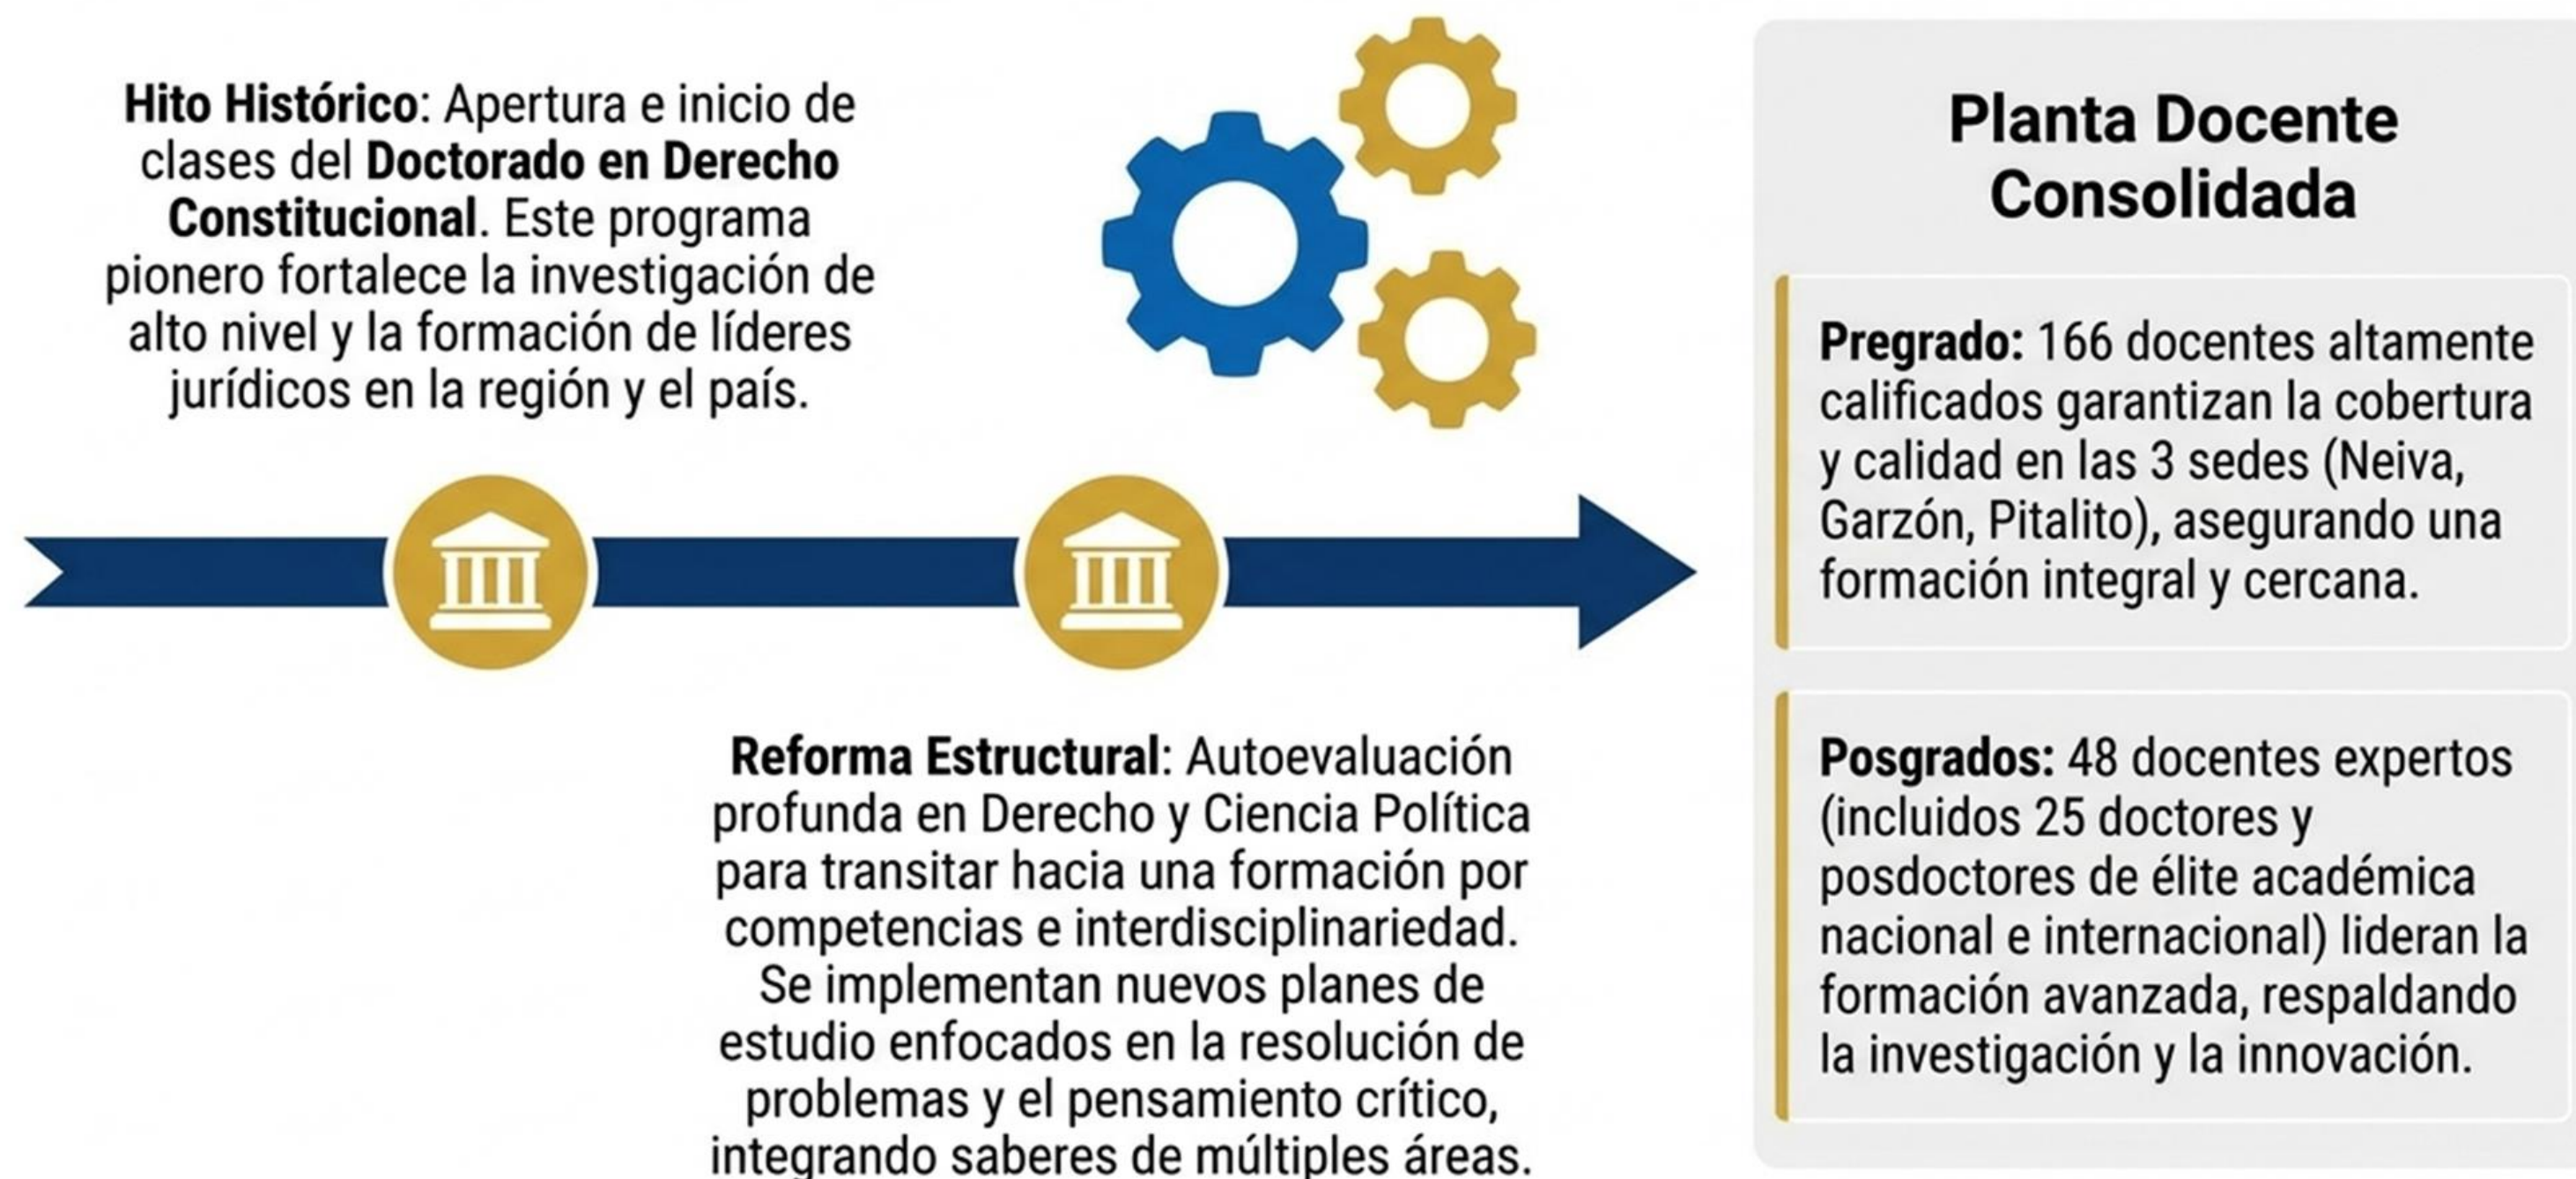 Hito Histórico: Apertura e inicio de
clases del Doctorado en Derecho
Constitucional. Este programa
pionero fortalece la investigación de
alto nivel y la formación de líderes
jurídicos en la región y el país.
Reforma Estructural: Autoevaluación
profunda en Derecho y Ciencia Política
para transitar hacia una formación por
competencias e interdisciplinariedad.
Se implementan nuevos planes de
estudio enfocados en la resolución de
problemas y el pensamiento crítico,
integrando saberes de múltiples áreas.
Planta Docente
Consolidada
Pregrado: 166 docentes altamente
calificados garantizan la cobertura
y calidad en las 3 sedes (Neiva,
Garzón, Pitalito), asegurando una
formación integral y cercana.
Posgrados: 48 docentes expertos
(incluidos 25 doctores y
posdoctores de élite académica
nacional e internacional) lideran la
formación avanzada, respaldando
la investigación y la innovación.